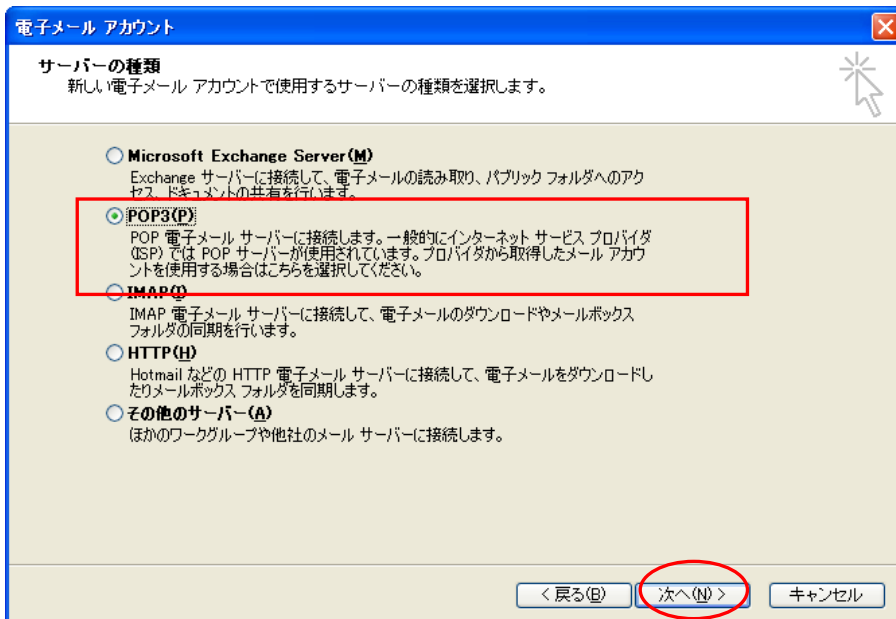 電子メール アカウント
サーバーの種類
新しい電子メール アカウントで使用するサーバーの種類を選択します。
Microsoft Exchange Server(M)
Exchange サーバーに接続して、電子メールの読み取り、パブリック フォルダへのアク
セス、ドキュメントの共有を行います。
POP3(P)
POP 電子メール サーバーに接続します。一般的にインターネット サービス プロバイダ
(ISP) では POP サーバーが使用されています。プロバイダから取得したメール アカウ
ントを使用する場合はこちらを選択してください。
IMAP(I)
IMAP 電子メール サーバーに接続して、電子メールのダウンロードやメールボックス
フォルダの同期を行います。
HTTP(H)
Hotmail などの HTTP 電子メール サーバーに接続して、電子メールをダウンロードし
たりメールボックス フォルダを同期します。
その他のサーバー(A)
ほかのワークグループや他社のメール サーバーに接続します。
< 戻る(B) 次へ(N) > キャンセル